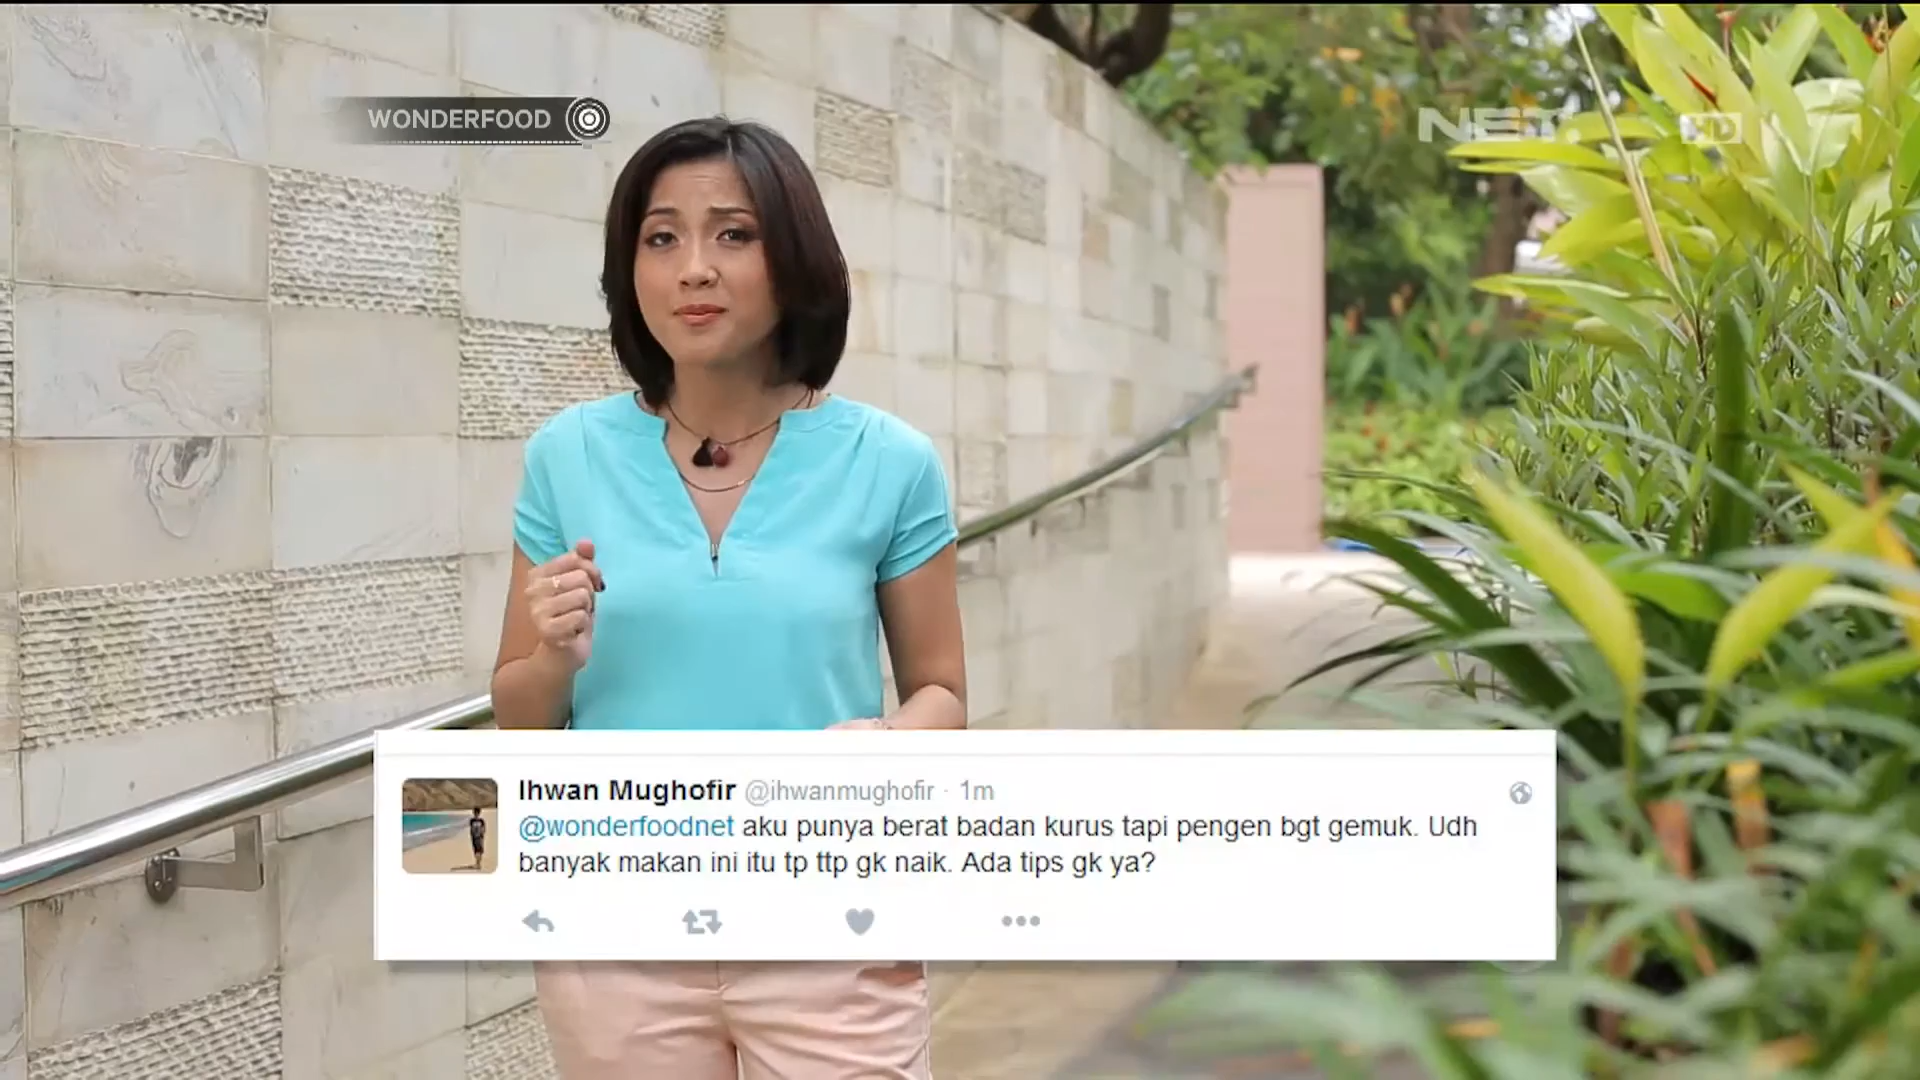 WONDERFOOD
NET.
HD
Ihwan Mughofir @ihwanmughofir · 1m
@wonderfoodnet aku punya berat badan kurus tapi pengen bgt gemuk. Udh
banyak makan ini itu tp ttp gk naik. Ada tips gk ya?